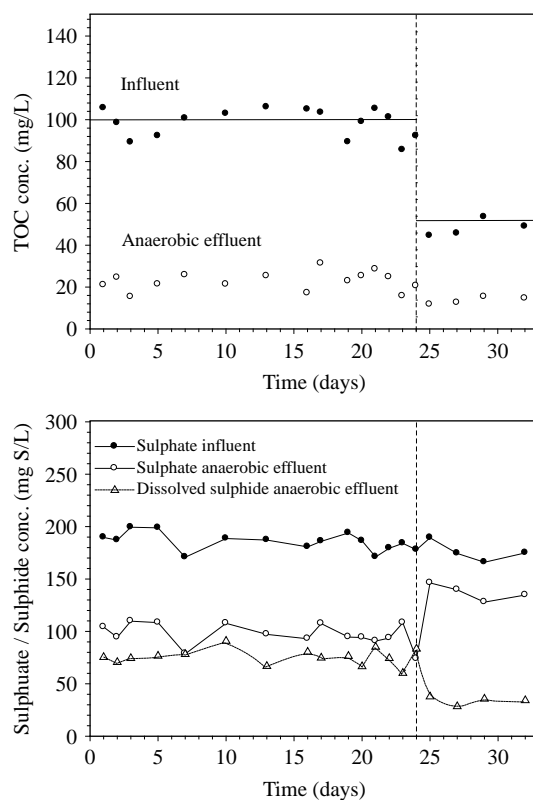 TOC conc. (mg/L)
140
120
100
80
60
40
20
0
Influent
Anaerobic effluent
0 5 10 15 20 25 30
Time (days)
Sulphuate / Sulphide conc. (mg S/L)
300
250
200
150
100
50
0
Sulphate influent
Sulphate anaerobic effluent
Dissolved sulphide anaerobic effluent
0 5 10 15 20 25 30
Time (days)